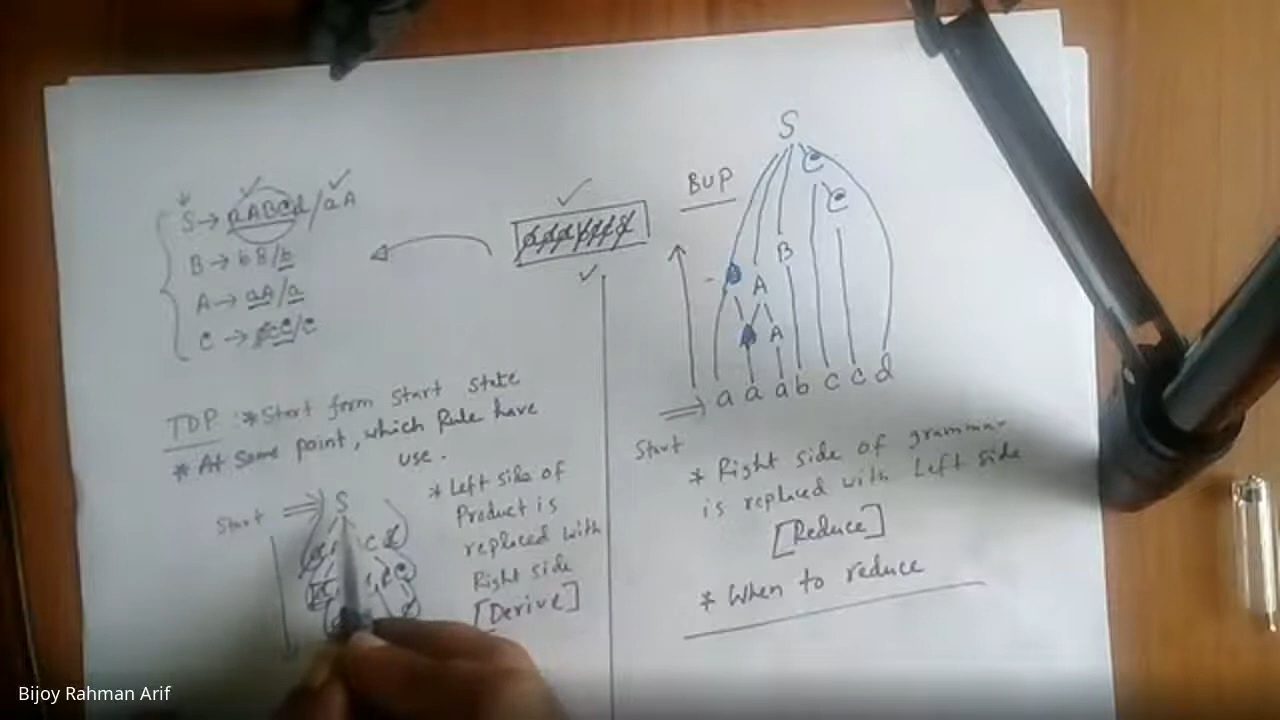 S → aABCd/aA
B → bB/b
A → aA/a
C → cC/C
TDP : * Start form Start State
* At Some point, which Rule have
use.
Start ⇒ S
* Left side of
Product is
replaced with
Right side
[Derive]
BUP
S
C
C
B
A
A
a a a b c c d
Start
* Right side of grammar
is replaced with Left side
[Reduce]
* When to reduce
Bijoy Rahman Arif